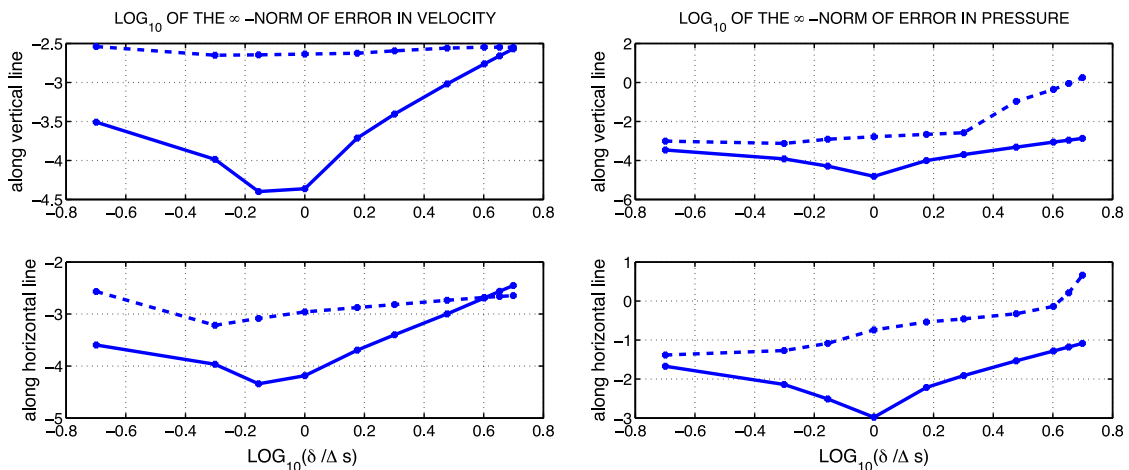 LOG₁₀ OF THE ∞ −NORM OF ERROR IN VELOCITY
along vertical line
−2.5
−3
−3.5
−4
−4.5
−0.8 −0.6 −0.4 −0.2 0 0.2 0.4 0.6 0.8
LOG₁₀ OF THE ∞ −NORM OF ERROR IN PRESSURE
along vertical line
2
0
−2
−4
−6
−0.8 −0.6 −0.4 −0.2 0 0.2 0.4 0.6 0.8
along horizontal line
−2
−3
−4
−5
−0.8 −0.6 −0.4 −0.2 0 0.2 0.4 0.6 0.8
LOG₁₀(δ /Δ s)
along horizontal line
1
0
−1
−2
−3
−0.8 −0.6 −0.4 −0.2 0 0.2 0.4 0.6 0.8
LOG₁₀(δ /Δ s)